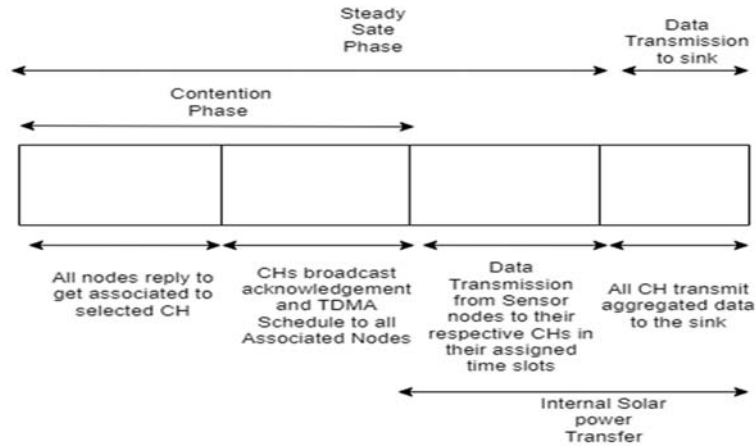 Steady
Sate
Phase
Data
Transmission
to sink
Contention
Phase
All nodes reply to
get associated to
selected CH
CHs broadcast
acknowledgement
and TDMA
Schedule to all
Associated Nodes
Data
Transmission
from Sensor
nodes to their
respective CHs in
their assigned
time slots
All CH transmit
aggregated data
to the sink
Internal Solar
power
Transfer